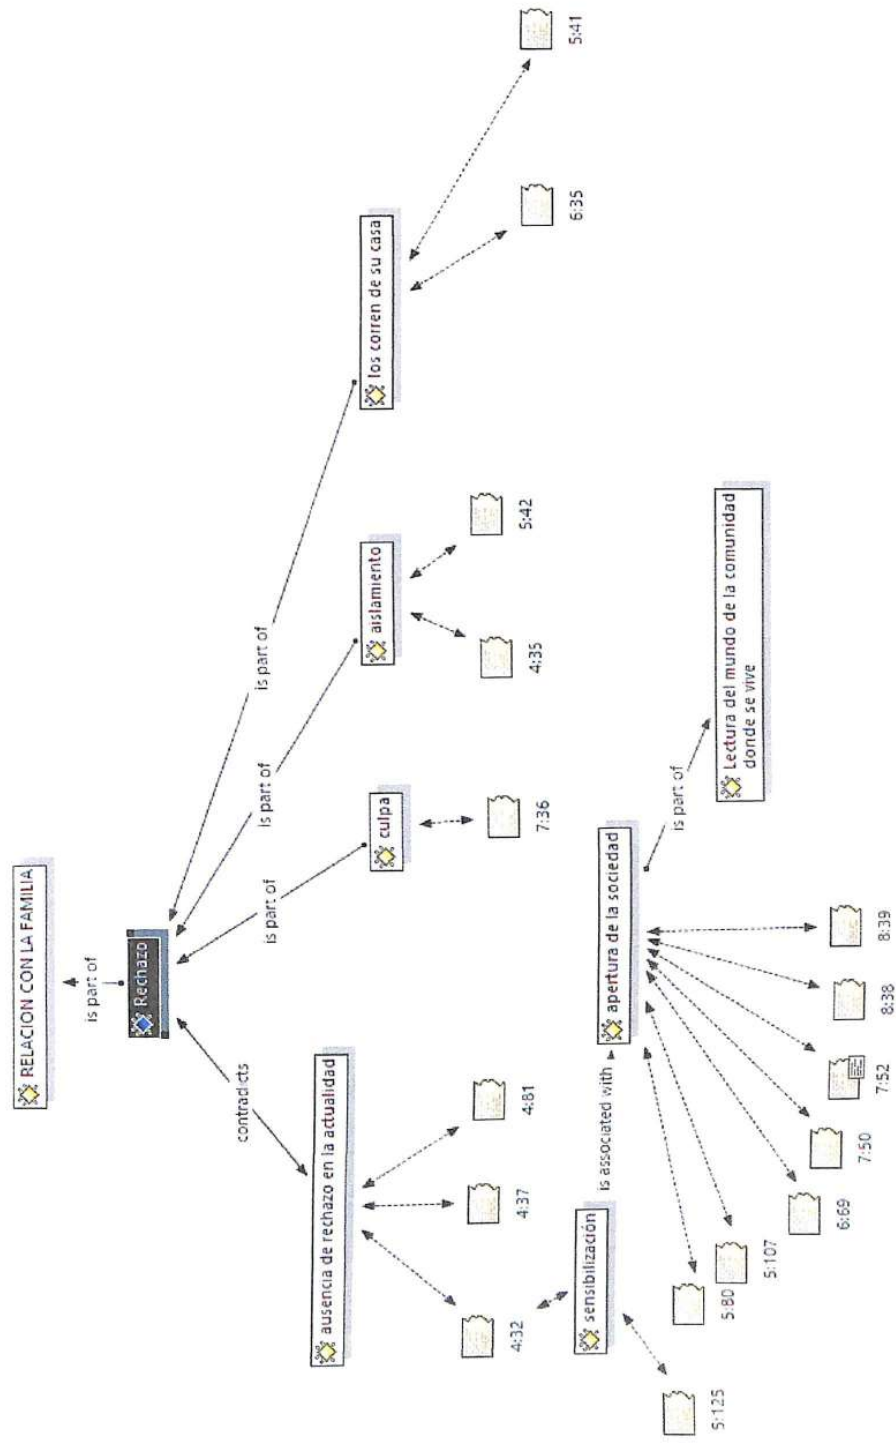 RELACION CON LA FAMILIA
is part of
Rechazo
contradicts
is part of
is part of
is part of
ausencia de rechazo en la actualidad
culpa
aislamiento
los corren de su casa
4:32
4:37
4:81
7:36
4:35
5:42
6:35
5:41
sensibilización
is associated with
apertura de la sociedad
is part of
Lectura del mundo de la comunidad
donde se vive
5:125
5:80
5:107
6:69
7:50
7:52
8:38
8:39